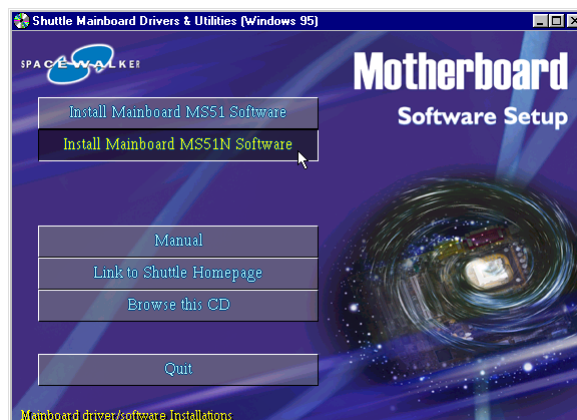 Shuttle Mainboard Drivers & Utilities (Windows 95)
SPACEWALKER
Motherboard
Software Setup
Install Mainboard MS51 Software
Install Mainboard MS51N Software
Manual
Link to Shuttle Homepage
Browse this CD
Quit
Mainboard driver/software Installations